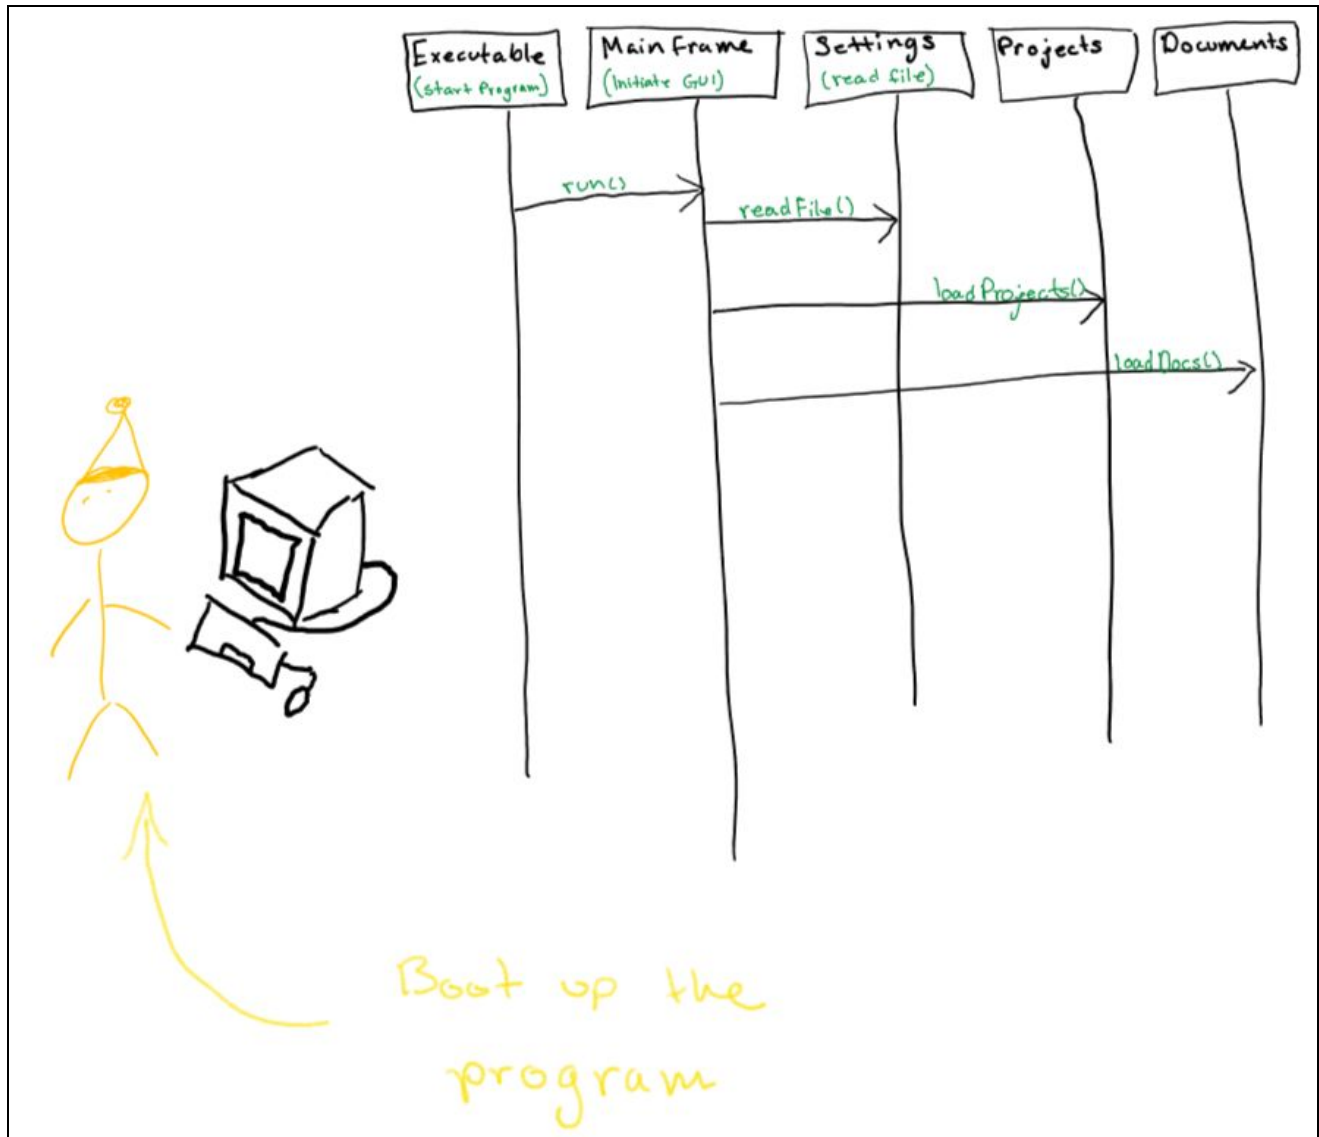 Executable
(start Program)
Main Frame
(Initiate GUI)
Settings
(read file)
Projects
Documents
run()
readFile()
loadProjects()
loadDocs()
Boot up the
program